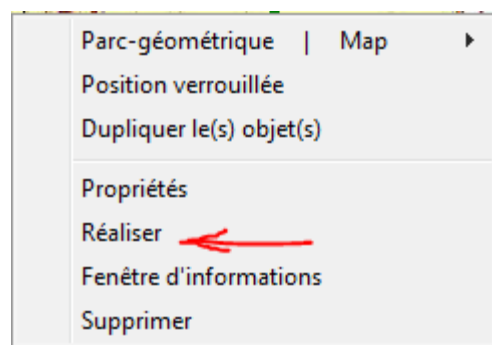 Parc-géométrique | Map
Position verrouillée
Dupliquer le(s) objet(s)
Propriétés
Réaliser
Fenêtre d'informations
Supprimer